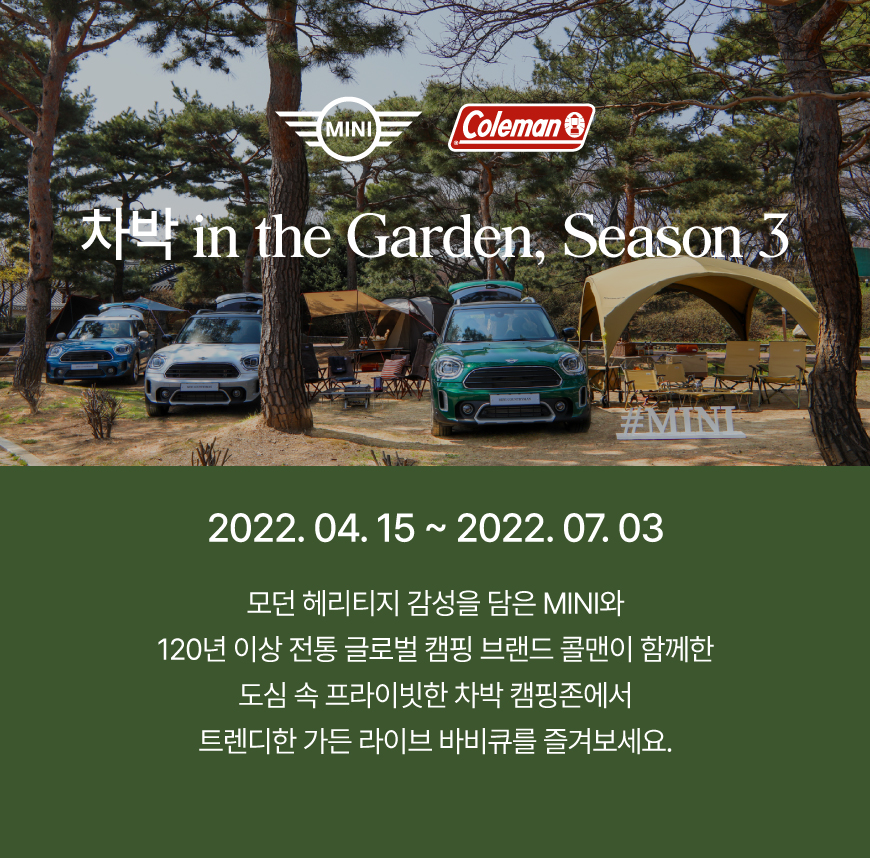 MINI
Coleman
차박 in the Garden, Season 3
#MINI
2022. 04. 15 ~ 2022. 07. 03
모던 헤리티지 감성을 담은 MINI와
120년 이상 전통 글로벌 캠핑 브랜드 콜맨이 함께한
도심 속 프라이빗한 차박 캠핑존에서
트렌디한 가든 라이브 바비큐를 즐겨보세요.